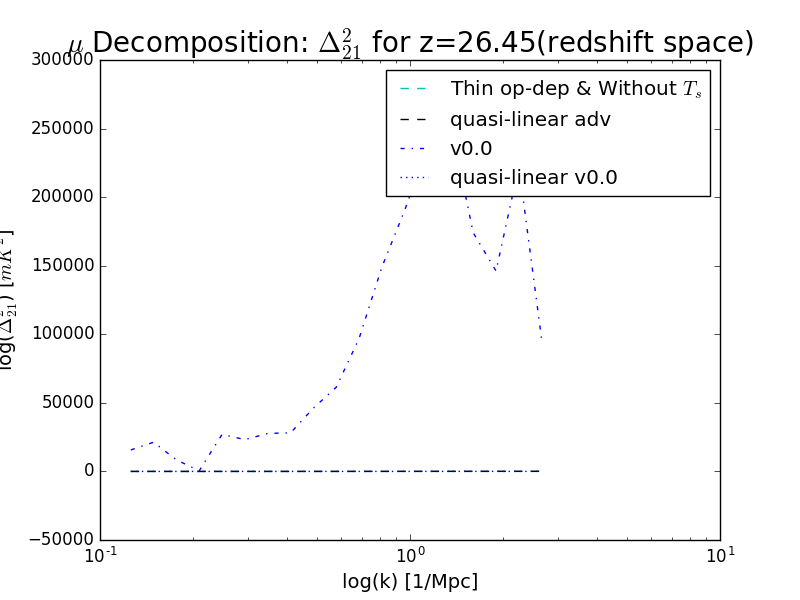 μ Decomposition: Δ²₂₁ for z=26.45(redshift space)
300000
250000
200000
150000
100000
50000
0
−50000
log(Δ²₂₁) [mK²]
Thin op-dep & Without Tₛ
quasi-linear adv
v0.0
quasi-linear v0.0
10⁻¹
10⁰
10¹
log(k) [1/Mpc]